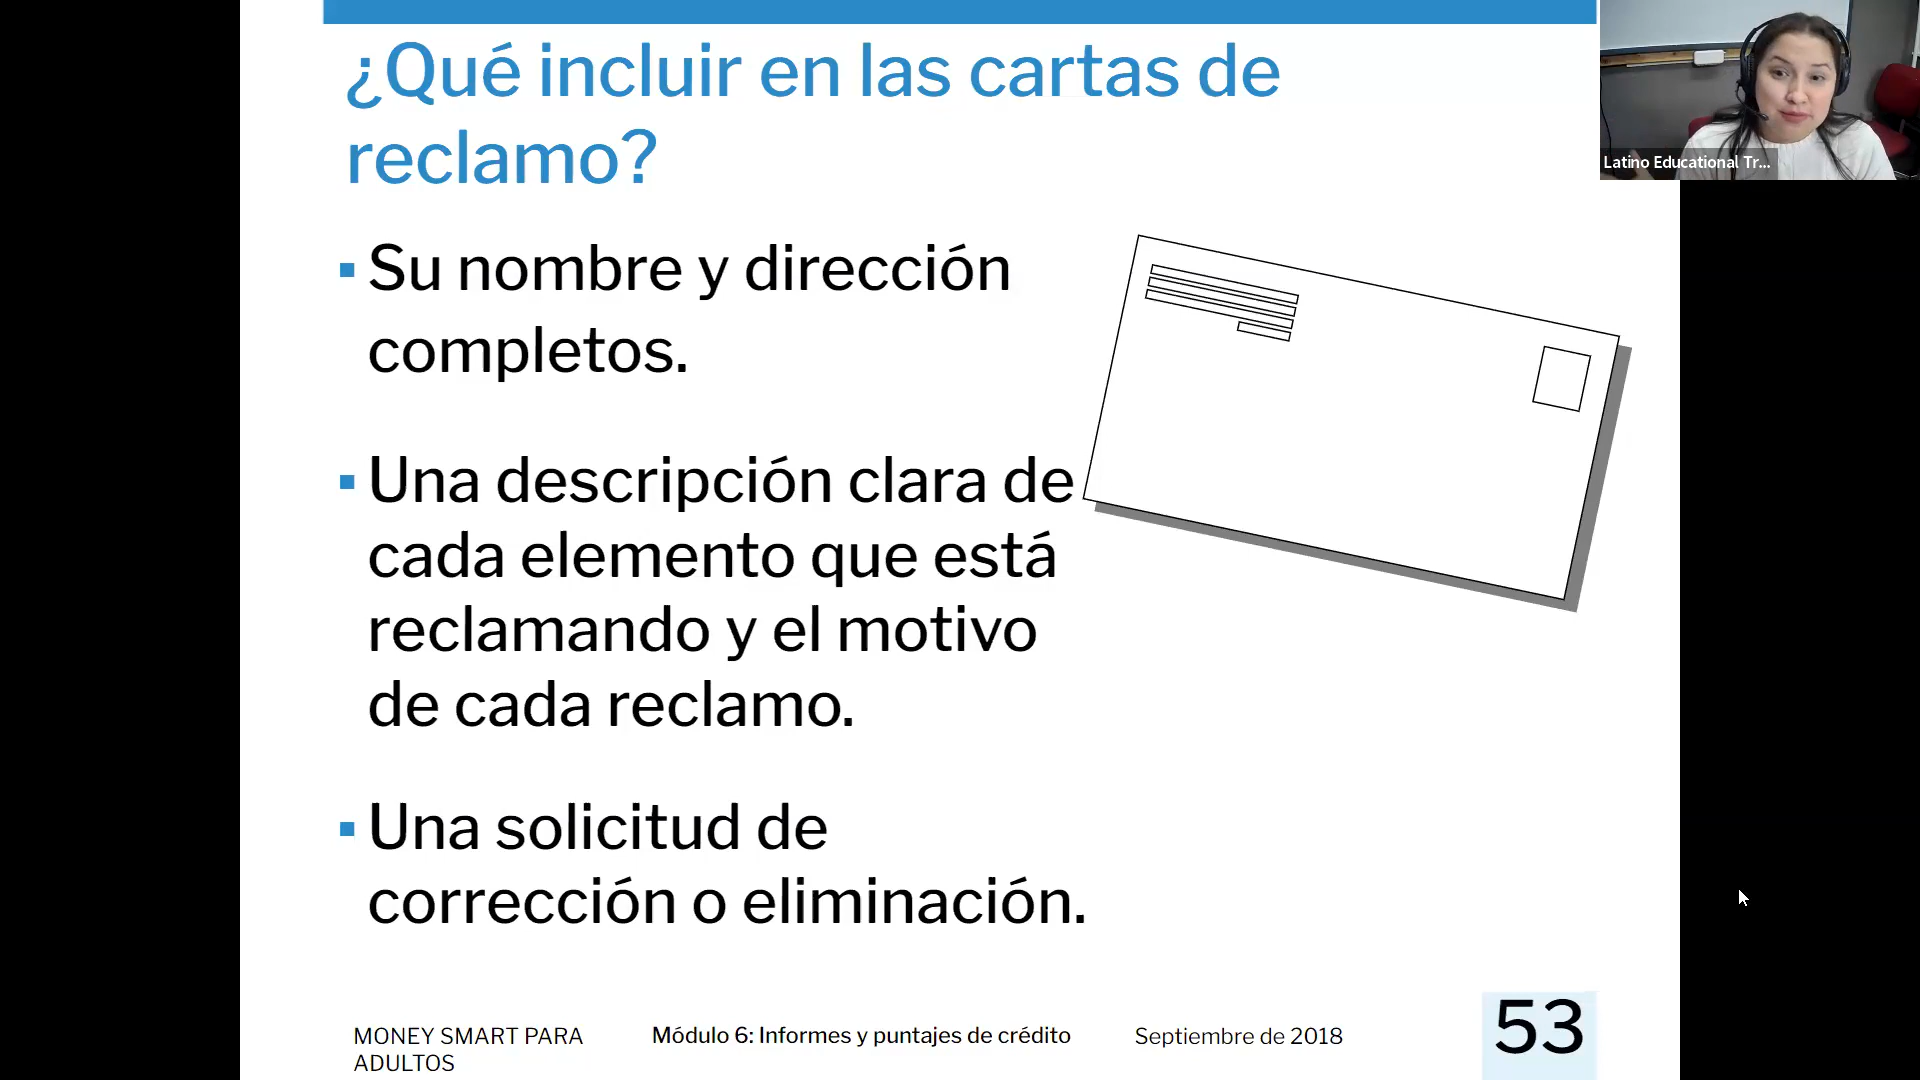 ¿Qué incluir en las cartas de
reclamo?
Su nombre y dirección
completos.
Una descripción clara de
cada elemento que está
reclamando y el motivo
de cada reclamo.
Una solicitud de
corrección o eliminación.
MONEY SMART PARA
ADULTOS
Módulo 6: Informes y puntajes de crédito
Septiembre de 2018
53
Latino Educational Tr...